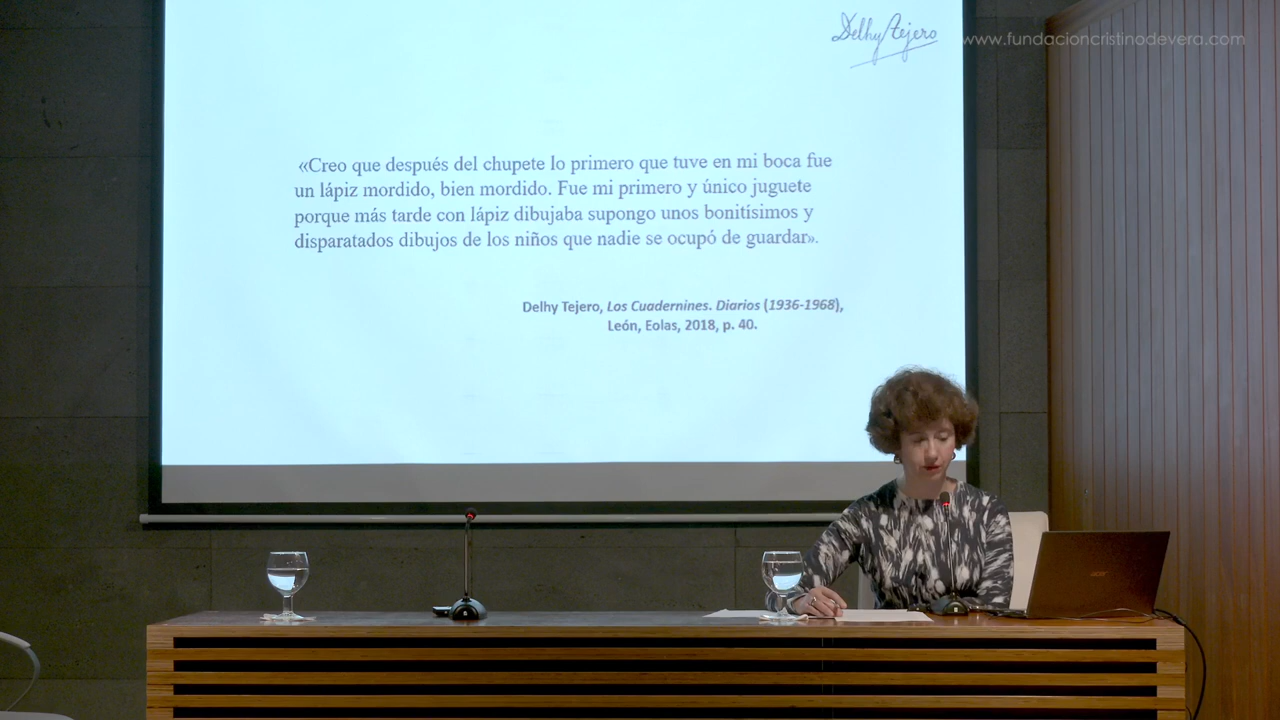 Delhy Tejero
www.fundacioncristinodevera.com
«Creo que después del chupete lo primero que tuve en mi boca fue
un lápiz mordido, bien mordido. Fue mi primero y único juguete
porque más tarde con lápiz dibujaba supongo unos bonitísimos y
disparatados dibujos de los niños que nadie se ocupó de guardar».
Delhy Tejero, Los Cuadernines. Diarios (1936-1968),
León, Eolas, 2018, p. 40.
acer